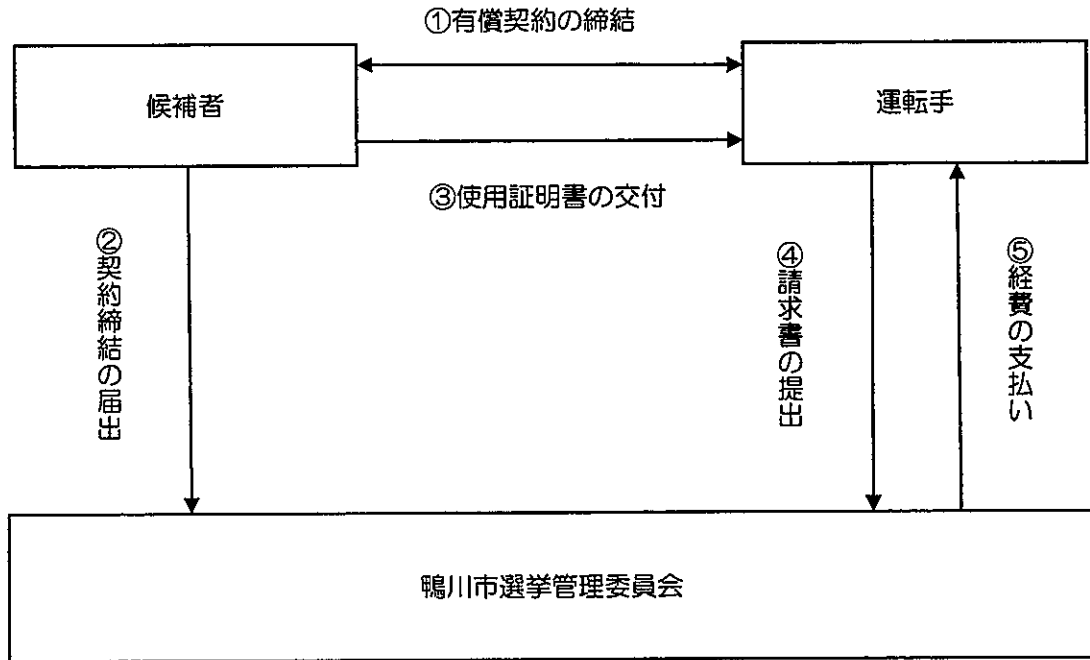 ①有償契約の締結
候補者
運転手
③使用証明書の交付
②契約締結の届出
④請求書の提出
⑤経費の支払い
鴨川市選挙管理委員会